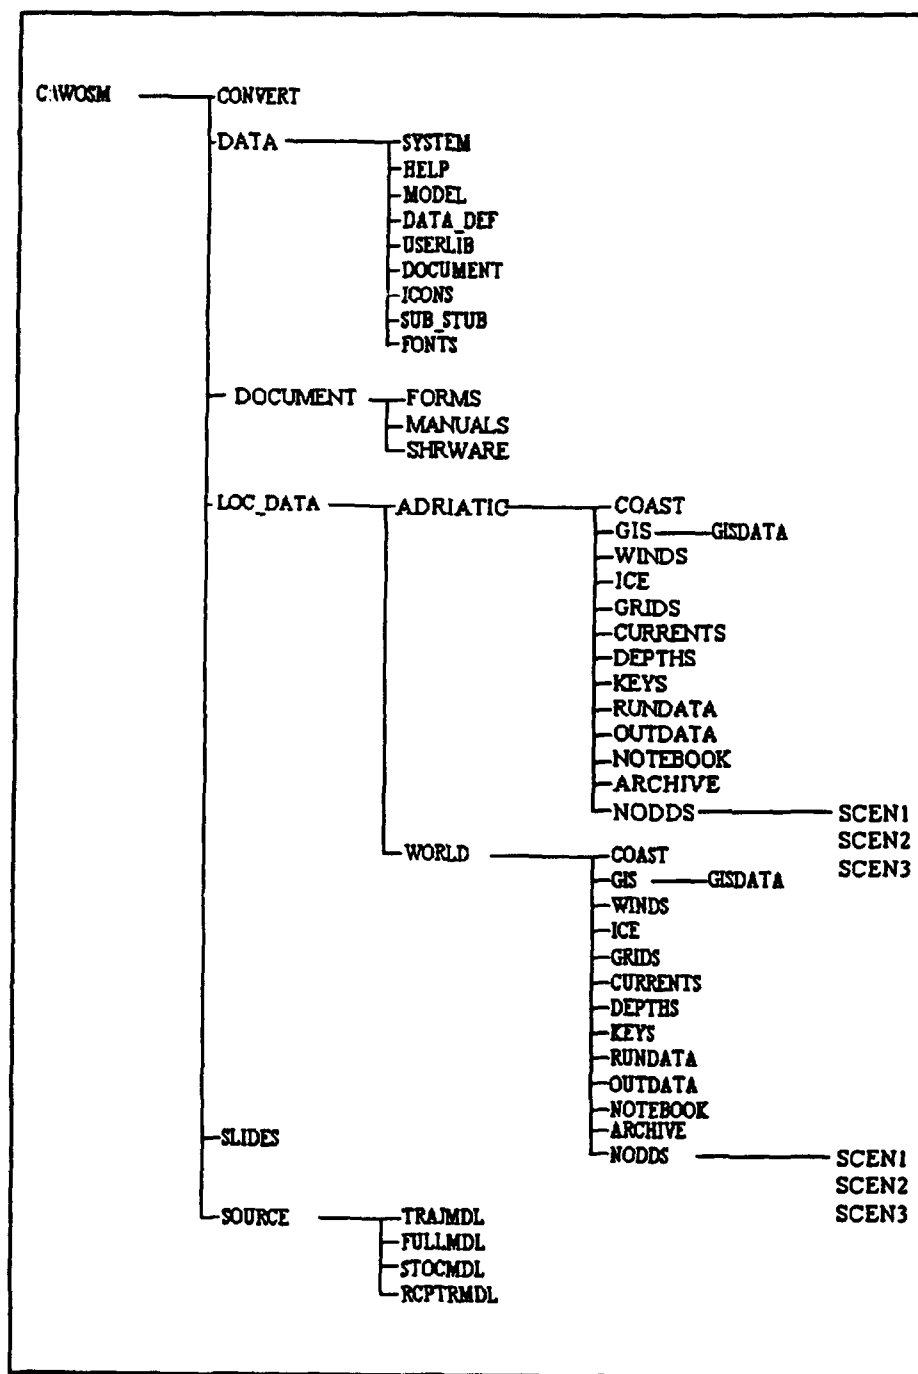 C:\WOSM CONVERT
DATA SYSTEM
HELP
MODEL
DATA_DEF
USERLIB
DOCUMENT
ICONS
SUB_STUB
FONTS
DOCUMENT FORMS
MANUALS
SHRWARE
LOC_DATA ADRIATIC COAST
GIS GISDATA
WINDS
ICE
GRIDS
CURRENTS
DEPTHS
KEYS
RUNDATA
OUTDATA
NOTEBOOK
ARCHIVE
NODDS SCEN1
SCEN2
SCEN3
WORLD COAST
GIS GISDATA
WINDS
ICE
GRIDS
CURRENTS
DEPTHS
KEYS
RUNDATA
OUTDATA
NOTEBOOK
ARCHIVE
NODDS SCEN1
SCEN2
SCEN3
SLIDES
SOURCE TRAJMDL
FULLMDL
STOCMDL
RCPTRMDL